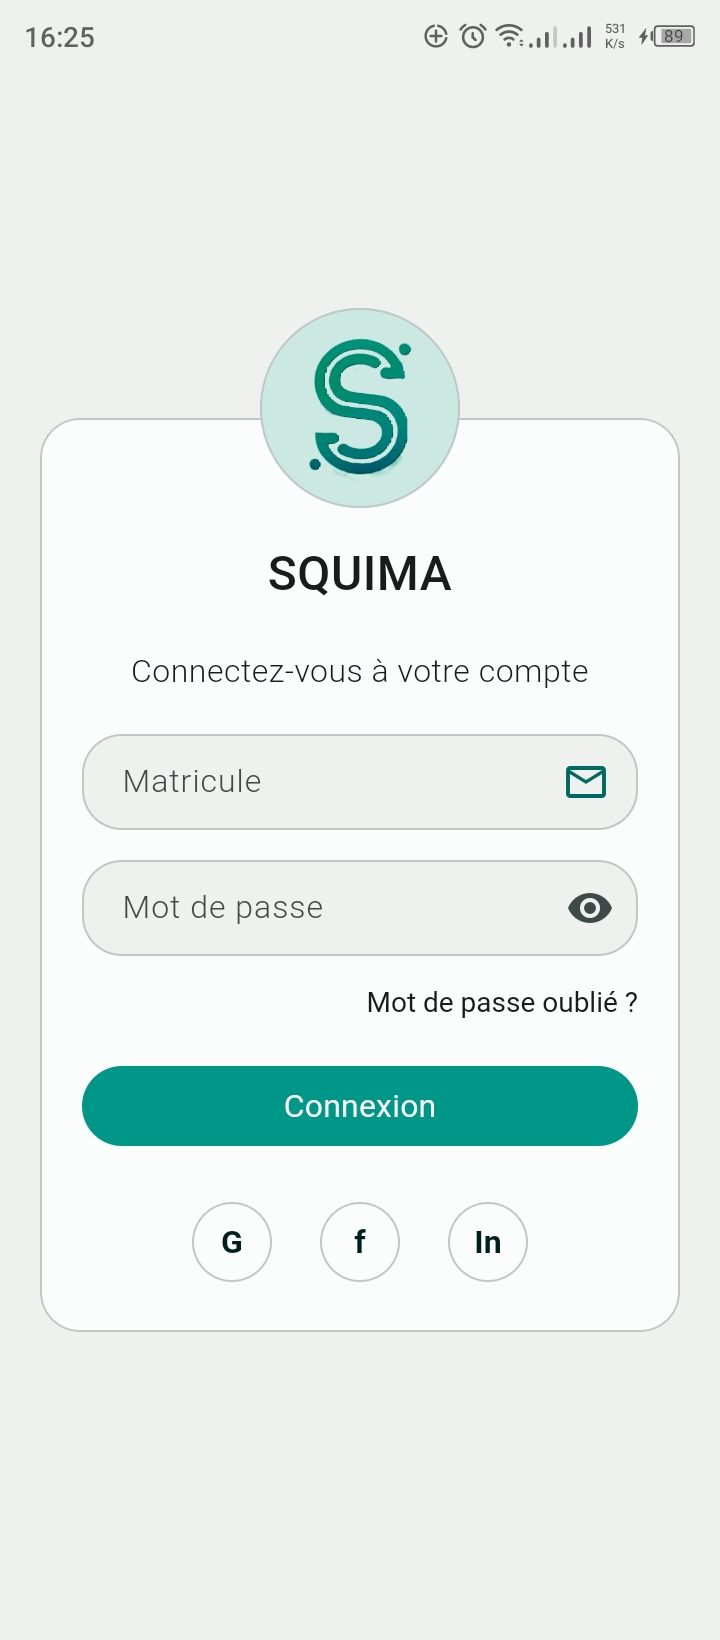 16:25
531
K/s
89
S
SQUIMA
Connectez-vous à votre compte
Matricule
Mot de passe
Mot de passe oublié ?
Connexion
G f In